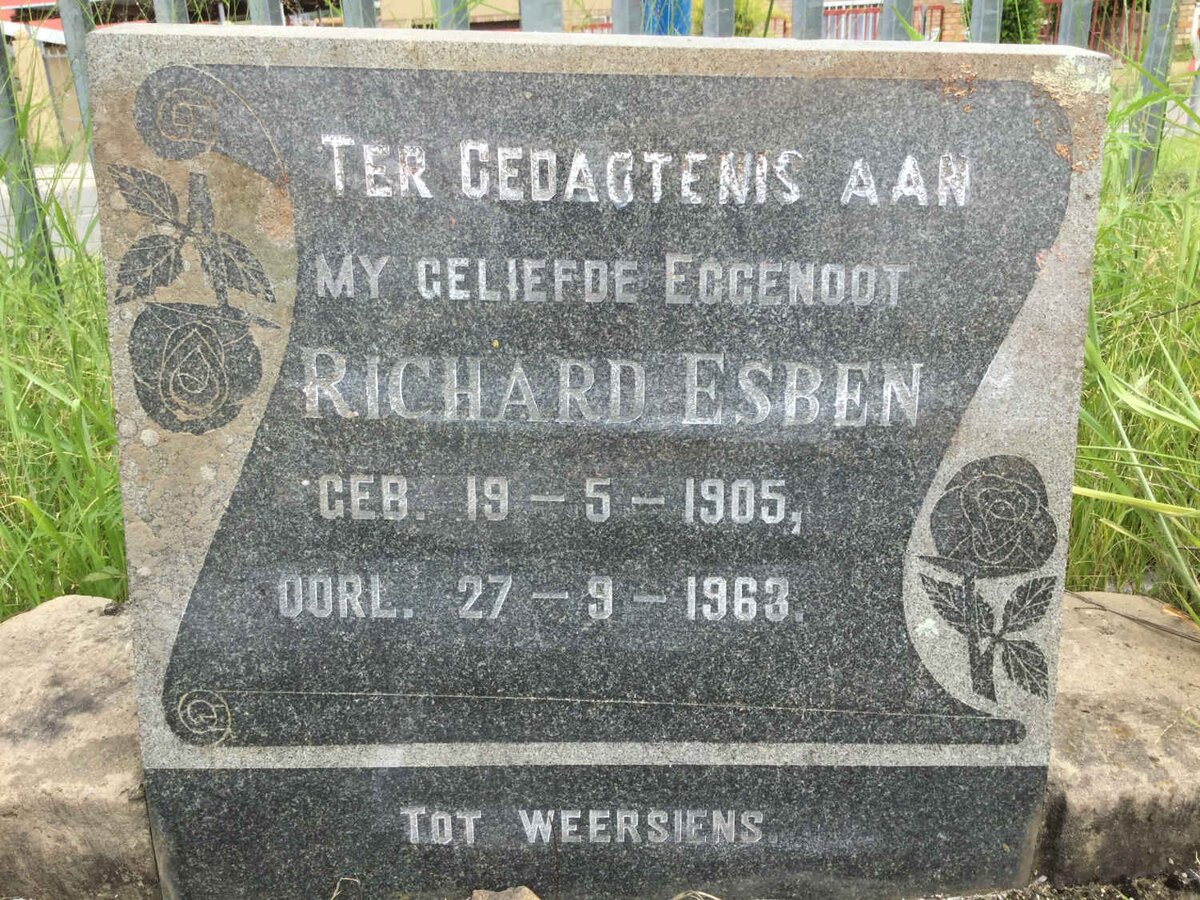 TER GEDAGTENIS AAN
MY GELIEFDE EGGENOOT
RICHARD ESBEN
GEB. 19 – 5 – 1905,
OORL. 27 – 9 – 1963.
TOT WEERSIENS.